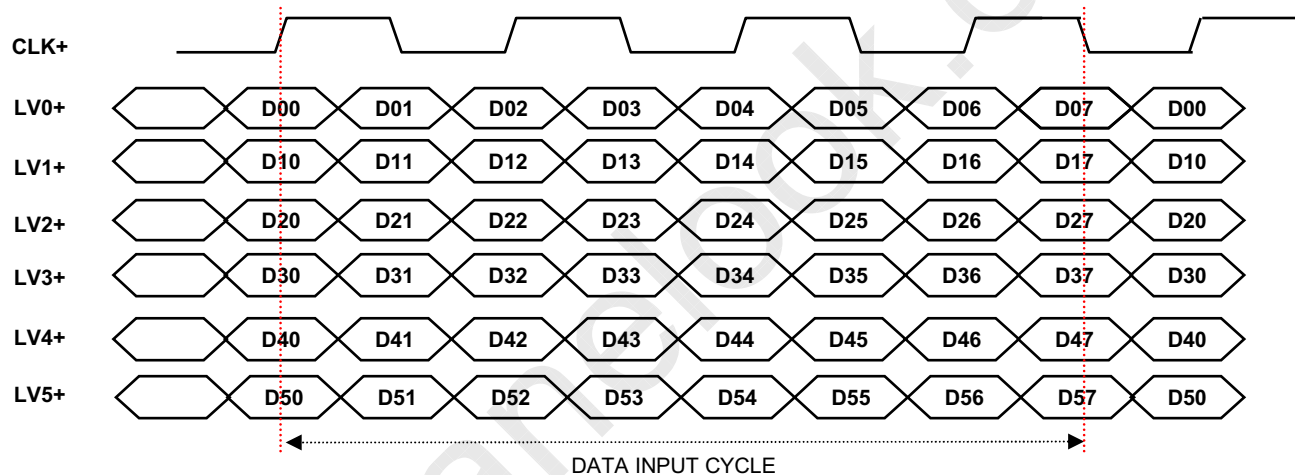 CLK+
LV0+ D00 D01 D02 D03 D04 D05 D06 D07 D00
LV1+ D10 D11 D12 D13 D14 D15 D16 D17 D10
LV2+ D20 D21 D22 D23 D24 D25 D26 D27 D20
LV3+ D30 D31 D32 D33 D34 D35 D36 D37 D30
LV4+ D40 D41 D42 D43 D44 D45 D46 D47 D40
LV5+ D50 D51 D52 D53 D54 D55 D56 D57 D50
DATA INPUT CYCLE